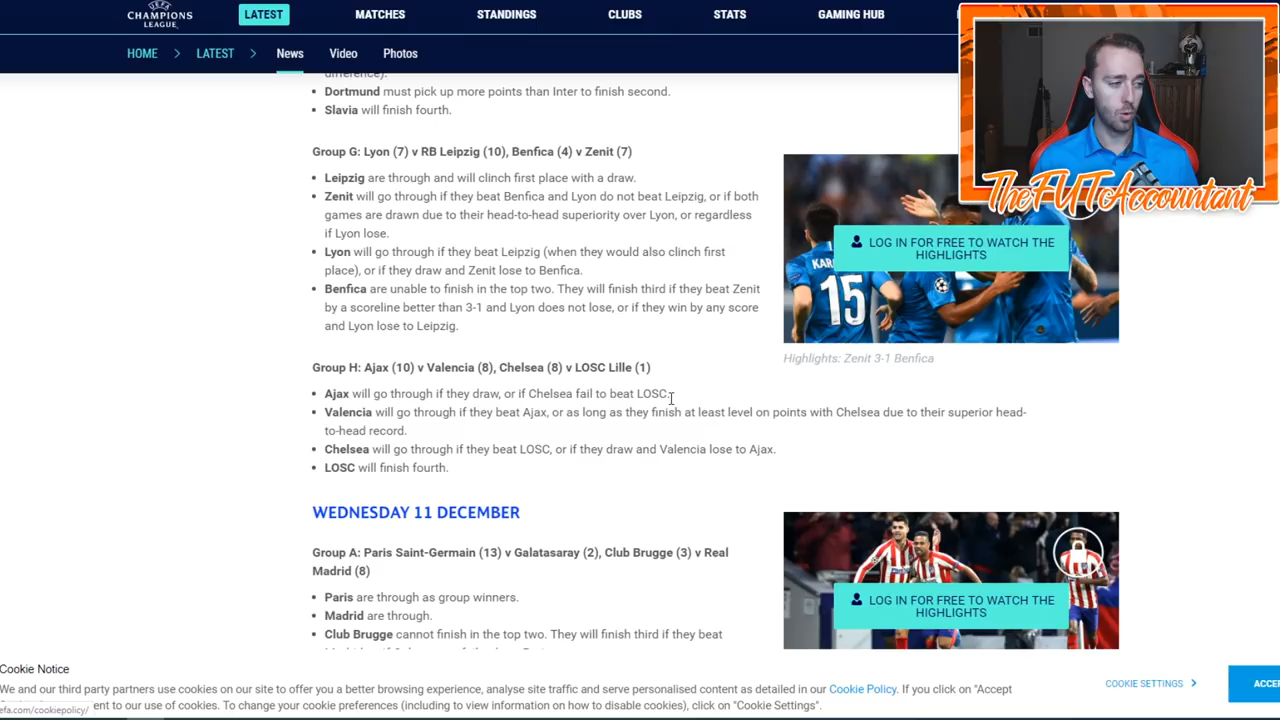 UEFA
CHAMPIONS
LEAGUE
LATEST
MATCHES
STANDINGS
CLUBS
STATS
GAMING HUB
HOME > LATEST > News Video Photos
difference).
• Dortmund must pick up more points than Inter to finish second.
• Slavia will finish fourth.
Group G: Lyon (7) v RB Leipzig (10), Benfica (4) v Zenit (7)
• Leipzig are through and will clinch first place with a draw.
• Zenit will go through if they beat Benfica and Lyon do not beat Leipzig, or if both
games are drawn due to their head-to-head superiority over Lyon, or regardless
if Lyon lose.
• Lyon will go through if they beat Leipzig (when they would also clinch first
place), or if they draw and Zenit lose to Benfica.
• Benfica are unable to finish in the top two. They will finish third if they beat Zenit
by a scoreline better than 3-1 and Lyon does not lose, or if they win by any score
and Lyon lose to Leipzig.
TheFUTAccountant
LOG IN FOR FREE TO WATCH THE
HIGHLIGHTS
15
Highlights: Zenit 3-1 Benfica
Group H: Ajax (10) v Valencia (8), Chelsea (8) v LOSC Lille (1)
• Ajax will go through if they draw, or if Chelsea fail to beat LOSC.
• Valencia will go through if they beat Ajax, or as long as they finish at least level on points with Chelsea due to their superior head-
to-head record.
• Chelsea will go through if they beat LOSC, or if they draw and Valencia lose to Ajax.
• LOSC will finish fourth.
WEDNESDAY 11 DECEMBER
Group A: Paris Saint-Germain (13) v Galatasaray (2), Club Brugge (3) v Real
Madrid (8)
• Paris are through as group winners.
• Madrid are through.
• Club Brugge cannot finish in the top two. They will finish third if they beat
LOG IN FOR FREE TO WATCH THE
HIGHLIGHTS
Cookie Notice
We and our third party partners use cookies on our site to offer you a better browsing experience, analyse site traffic and serve personalised content as detailed in our Cookie Policy. If you click on "Accept
ent to our use of cookies. To change your cookie preferences (including to view information on how to disable cookies), click on "Cookie Settings".
efa.com/cookiepolicy/
COOKIE SETTINGS >
ACCE